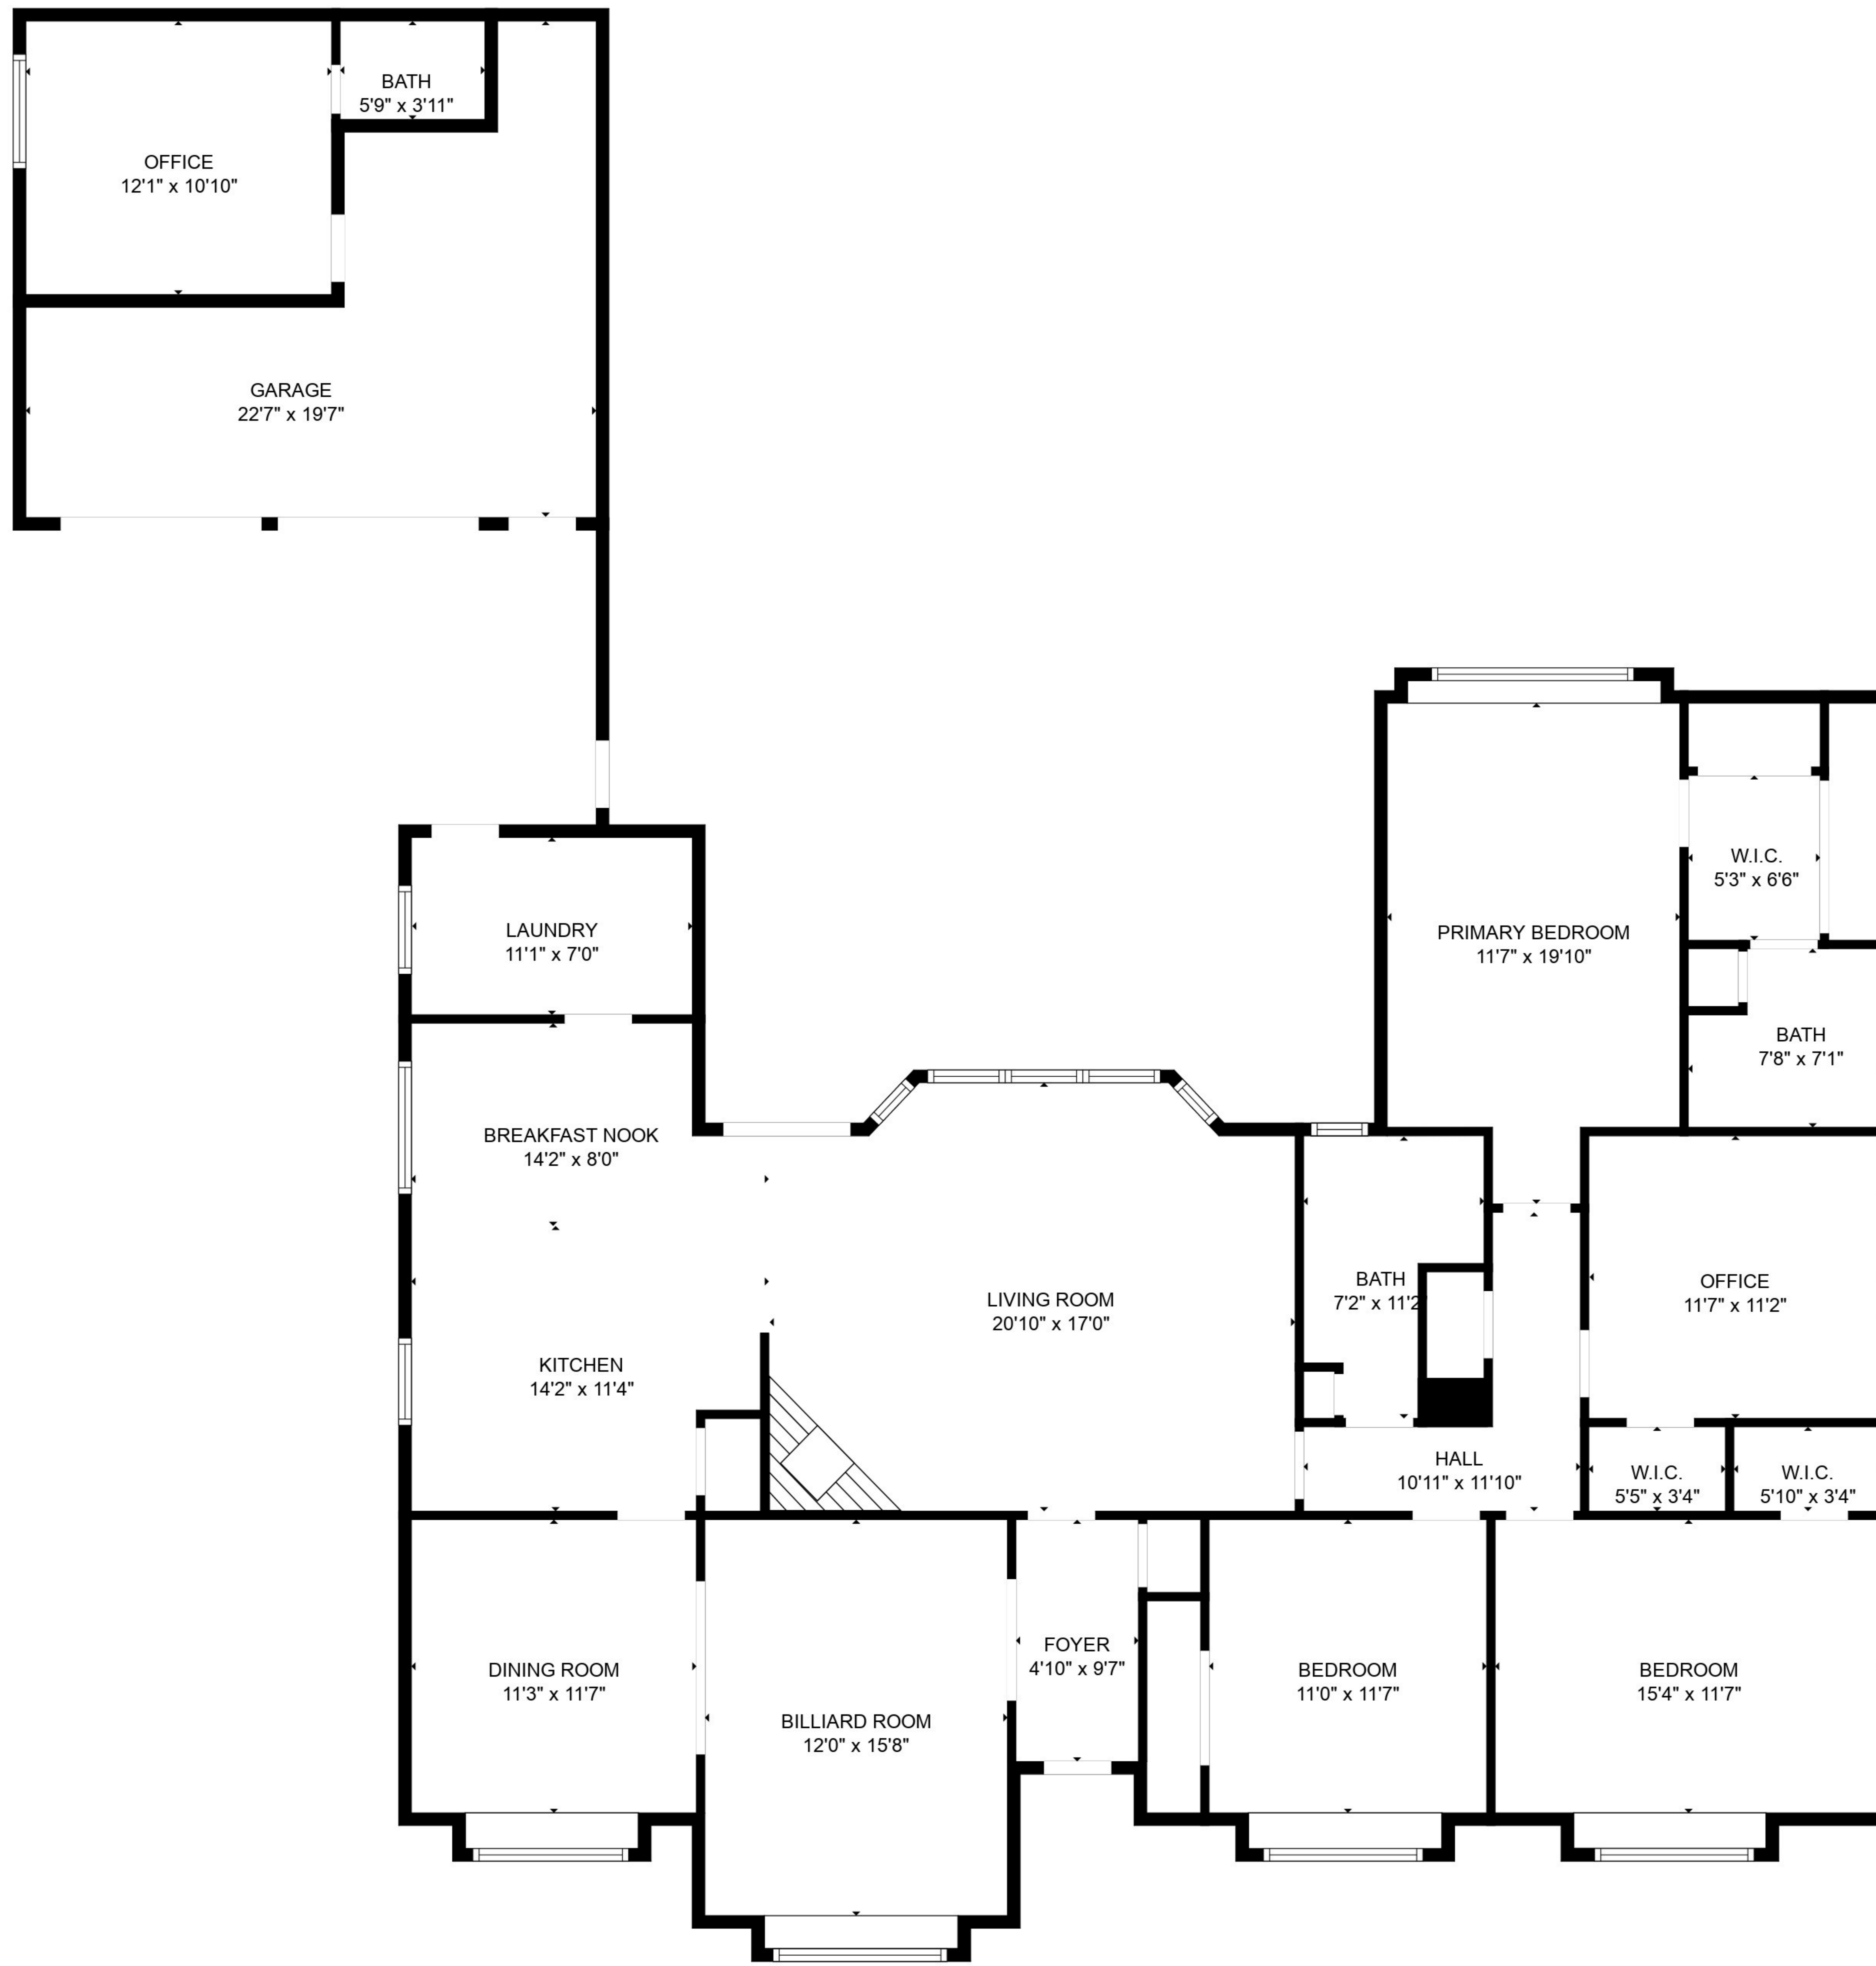 BATH
5'9" x 3'11"
OFFICE
12'1" x 10'10"
GARAGE
22'7" x 19'7"
W.I.C.
5'3" x 6'6"
LAUNDRY
11'1" x 7'0"
PRIMARY BEDROOM
11'7" x 19'10"
BATH
7'8" x 7'1"
BREAKFAST NOOK
14'2" x 8'0"
BATH
7'2" x 11'2
OFFICE
11'7" x 11'2"
LIVING ROOM
20'10" x 17'0"
KITCHEN
14'2" x 11'4"
HALL
10'11" x 11'10"
W.I.C.
5'5" x 3'4"
W.I.C.
5'10" x 3'4"
FOYER
4'10" x 9'7"
DINING ROOM
11'3" x 11'7"
BEDROOM
11'0" x 11'7"
BEDROOM
15'4" x 11'7"
BILLIARD ROOM
12'0" x 15'8"